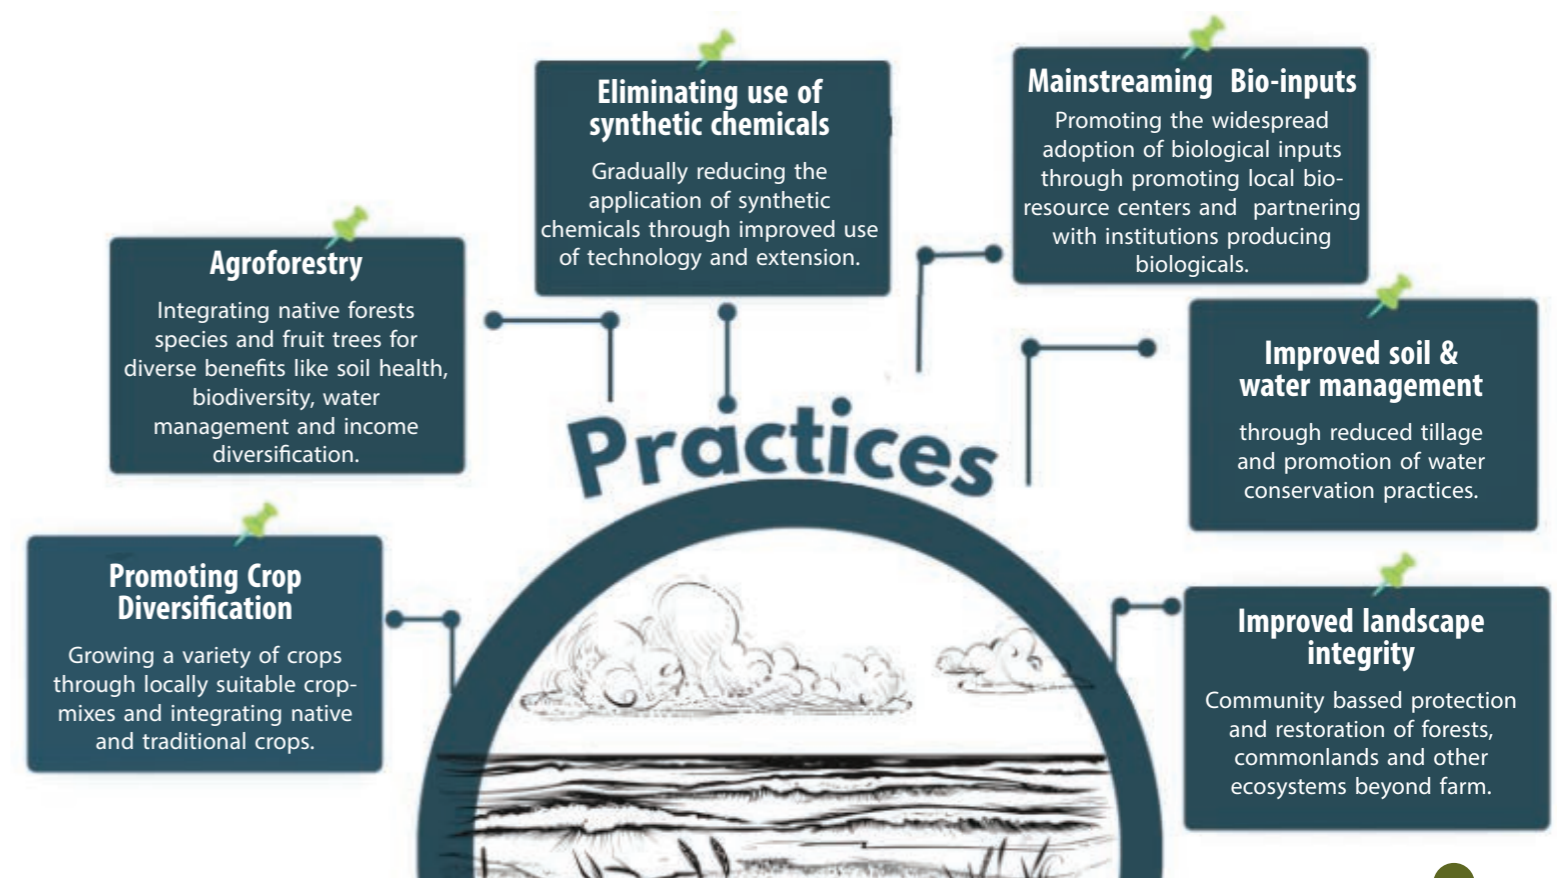 Eliminating use of
synthetic chemicals
Gradually reducing the
application of synthetic
chemicals through improved use
of technology and extension.
Mainstreaming Bio-inputs
Promoting the widespread
adoption of biological inputs
through promoting local bio-
resource centers and partnering
with institutions producing
biologicals.
Agroforestry
Integrating native forests
species and fruit trees for
diverse benefits like soil health,
biodiversity, water
management and income
diversification.
Improved soil &
water management
through reduced tillage
and promotion of water
conservation practices.
Practices
Promoting Crop
Diversification
Growing a variety of crops
through locally suitable crop-
mixes and integrating native
and traditional crops.
Improved landscape
integrity
Community bassed protection
and restoration of forests,
commonlands and other
ecosystems beyond farm.